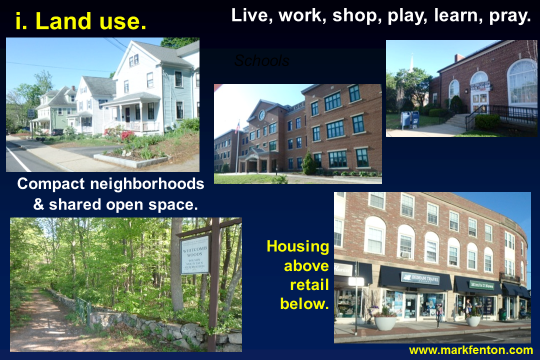 i. Land use.
Live, work, shop, play, learn, pray.
Schools
Compact neighborhoods
& shared open space.
Housing
above
retail
below.
www.markfenton.com